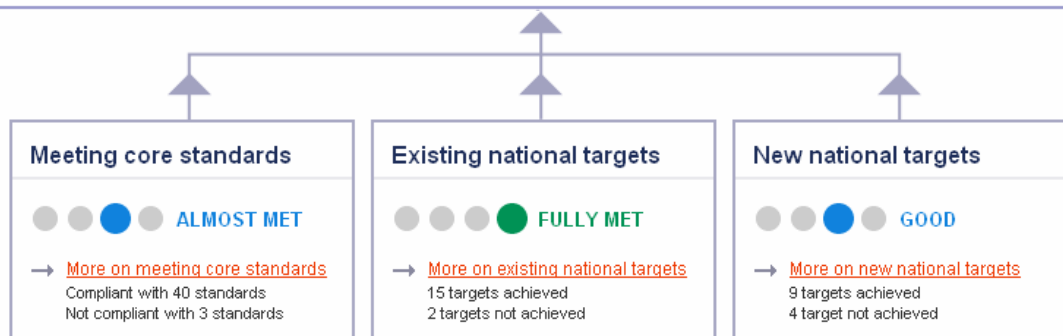 Meeting core standards
ALMOST MET
More on meeting core standards
Compliant with 40 standards
Not compliant with 3 standards
Existing national targets
FULLY MET
More on existing national targets
15 targets achieved
2 targets not achieved
New national targets
GOOD
More on new national targets
9 targets achieved
4 target not achieved